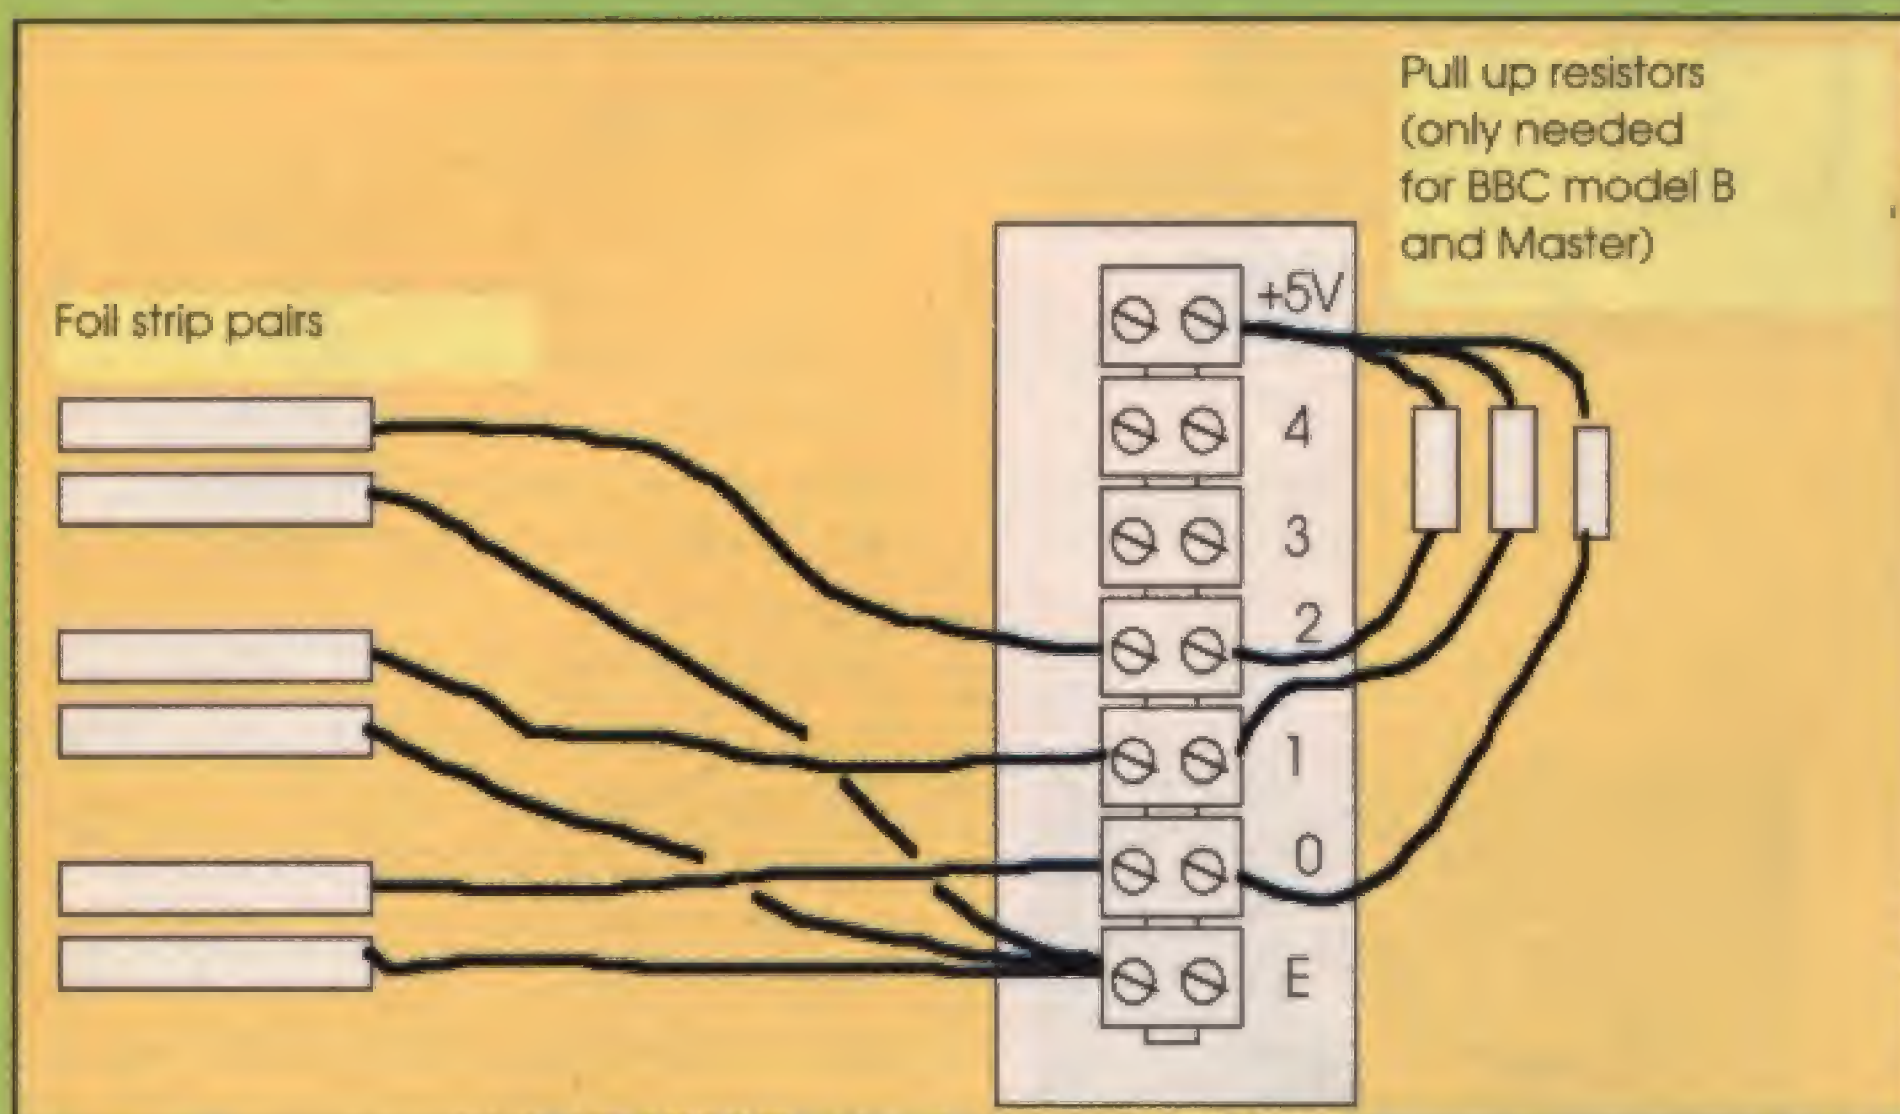 Pull up resistors
(only needed
for BBC model B
and Master)
Foil strip pairs
+5V
4
3
2
1
0
E